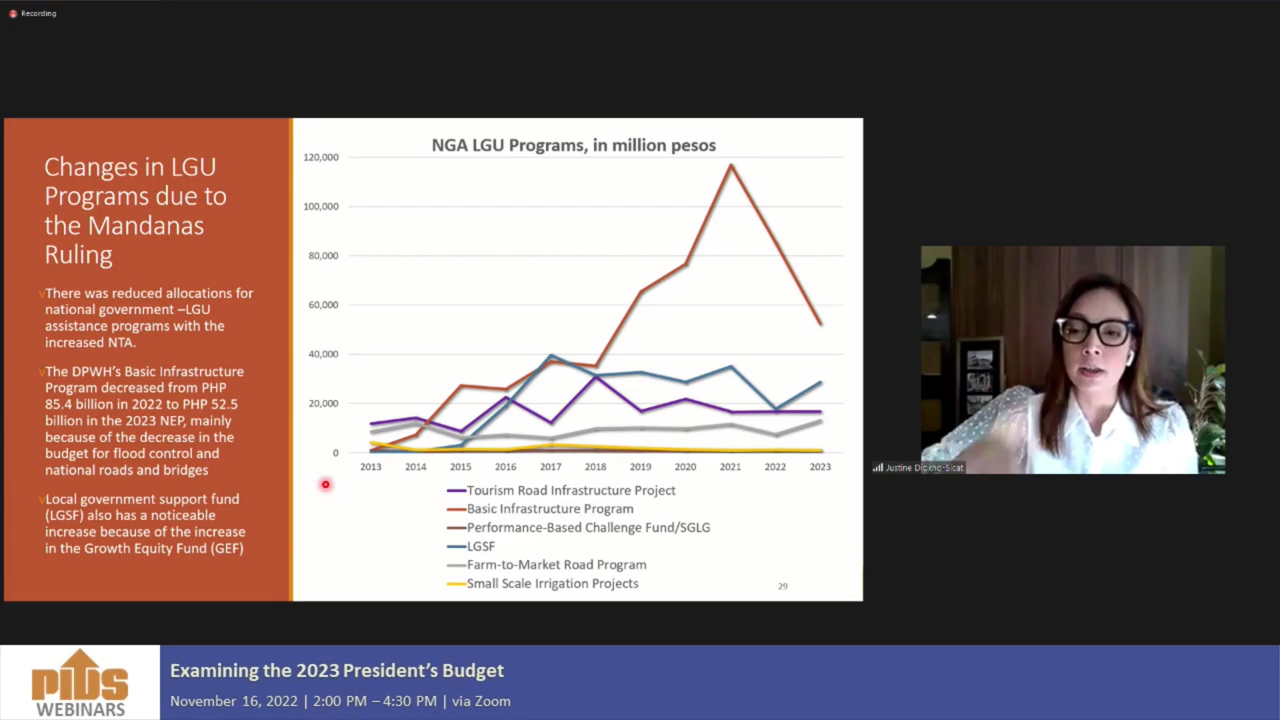 Recording
Changes in LGU
Programs due to
the Mandanas
Ruling
√There was reduced allocations for
national government –LGU
assistance programs with the
increased NTA.
√The DPWH's Basic Infrastructure
Program decreased from PHP
85.4 billion in 2022 to PHP 52.5
billion in the 2023 NEP, mainly
because of the decrease in the
budget for flood control and
national roads and bridges
√Local government support fund
(LGSF) also has a noticeable
increase because of the increase
in the Growth Equity Fund (GEF)
NGA LGU Programs, in million pesos
120,000
100,000
80,000
60,000
40,000
20,000
0
2013 2014 2015 2016 2017 2018 2019 2020 2021 2022 2023
Tourism Road Infrastructure Project
Basic Infrastructure Program
Performance-Based Challenge Fund/SGLG
LGSF
Farm-to-Market Road Program
Small Scale Irrigation Projects
29
Justine Diokno-Sicat
PIDS
WEBINARS
Examining the 2023 President's Budget
November 16, 2022 | 2:00 PM – 4:30 PM | via Zoom